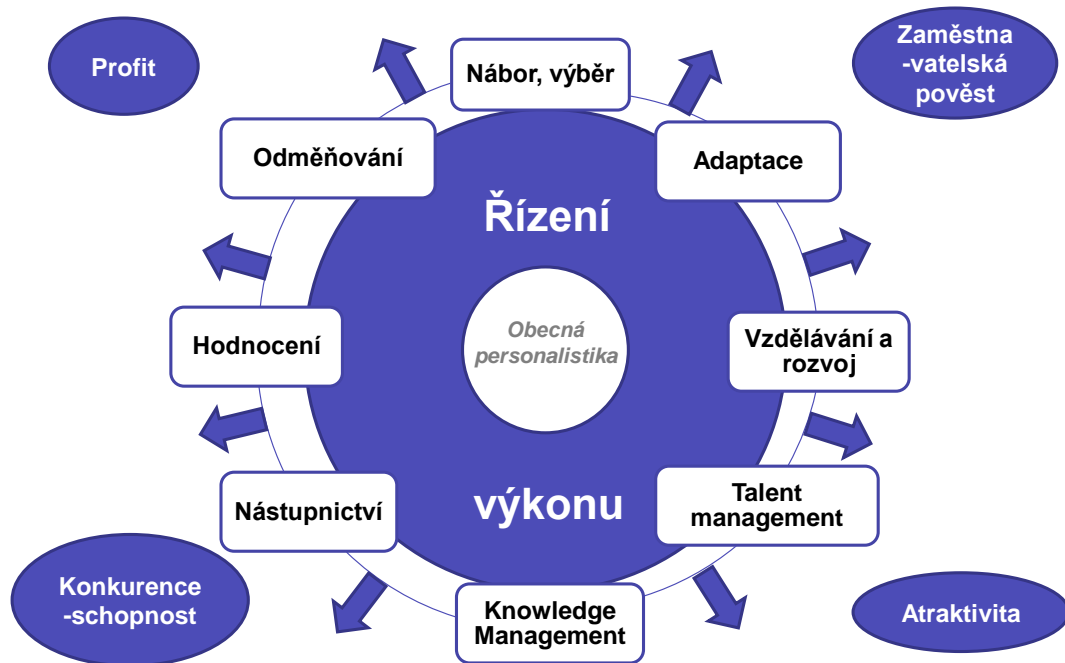 Profit
Zaměstna
-vatelská
pověst
Nábor, výběr
Odměňování
Adaptace
Řízení
Obecná
personalistika
Hodnocení
Vzdělávání a
rozvoj
Nástupnictví
výkonu
Talent
management
Konkurence
-schopnost
Knowledge
Management
Atraktivita